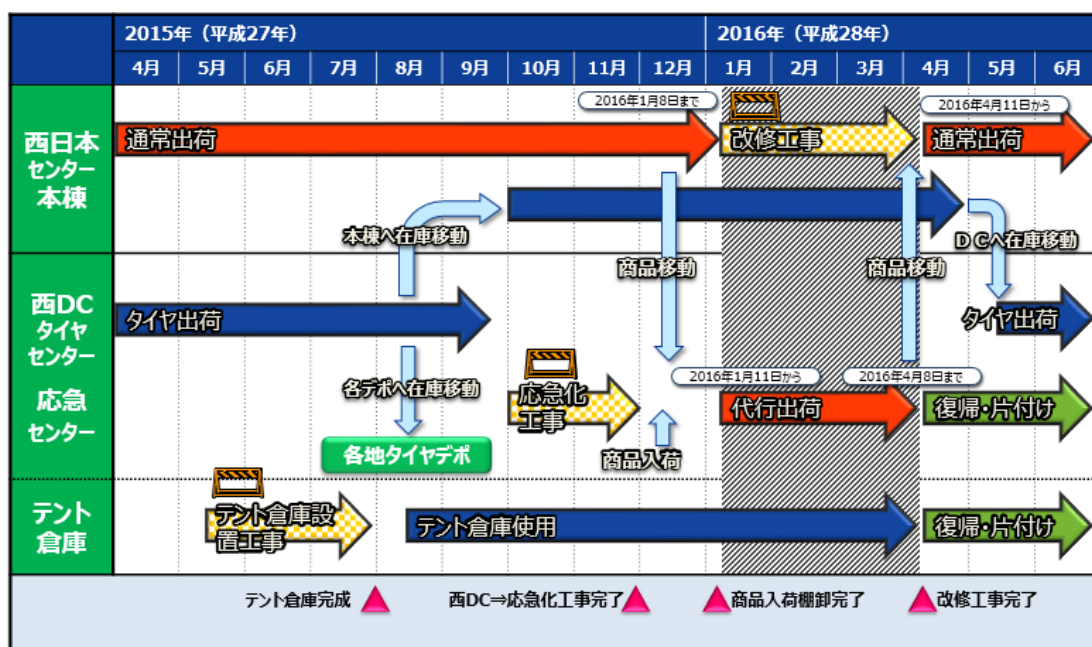 2015年（平成27年）
2016年（平成28年）
4月 5月 6月 7月 8月 9月 10月 11月 12月 1月 2月 3月 4月 5月 6月
西日本
センター
本棟
2016年1月8日まで
2016年4月11日から
通常出荷
改修工事
通常出荷
本棟へ在庫移動
商品移動
商品移動
ＤＣへ在庫移動
西DC
タイヤ
センター
応急
センター
タイヤ出荷
タイヤ出荷
各デポへ在庫移動
各地タイヤデポ
応急化
工事
商品入荷
2016年1月11日から
2016年4月8日まで
代行出荷
復帰・片付け
テント
倉庫
テント倉庫設
置工事
テント倉庫使用
復帰・片付け
テント倉庫完成
西DC⇒応急化工事完了
商品入荷棚卸完了
改修工事完了